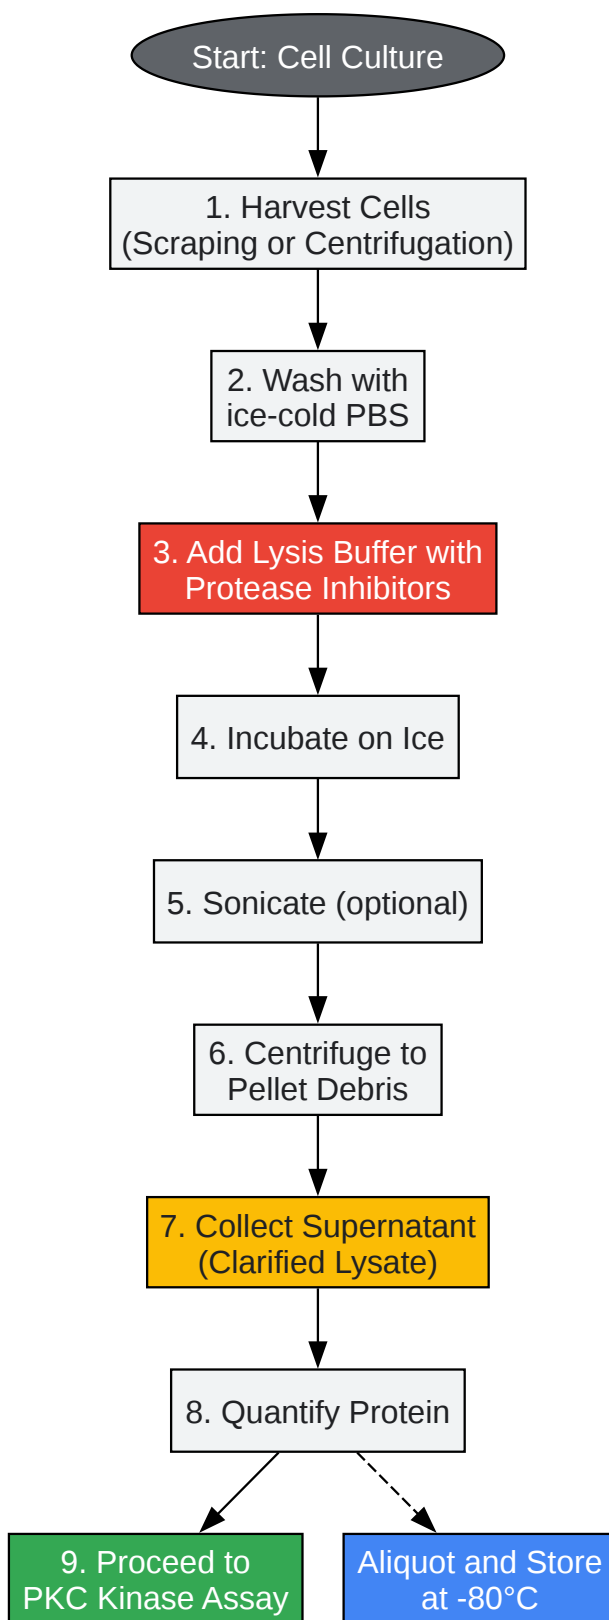 Start: Cell Culture
1. Harvest Cells
(Scraping or Centrifugation)
2. Wash with
ice-cold PBS
3. Add Lysis Buffer with
Protease Inhibitors
4. Incubate on Ice
5. Sonicate (optional)
6. Centrifuge to
Pellet Debris
7. Collect Supernatant
(Clarified Lysate)
8. Quantify Protein
9. Proceed to
PKC Kinase Assay
Aliquot and Store
at -80°C